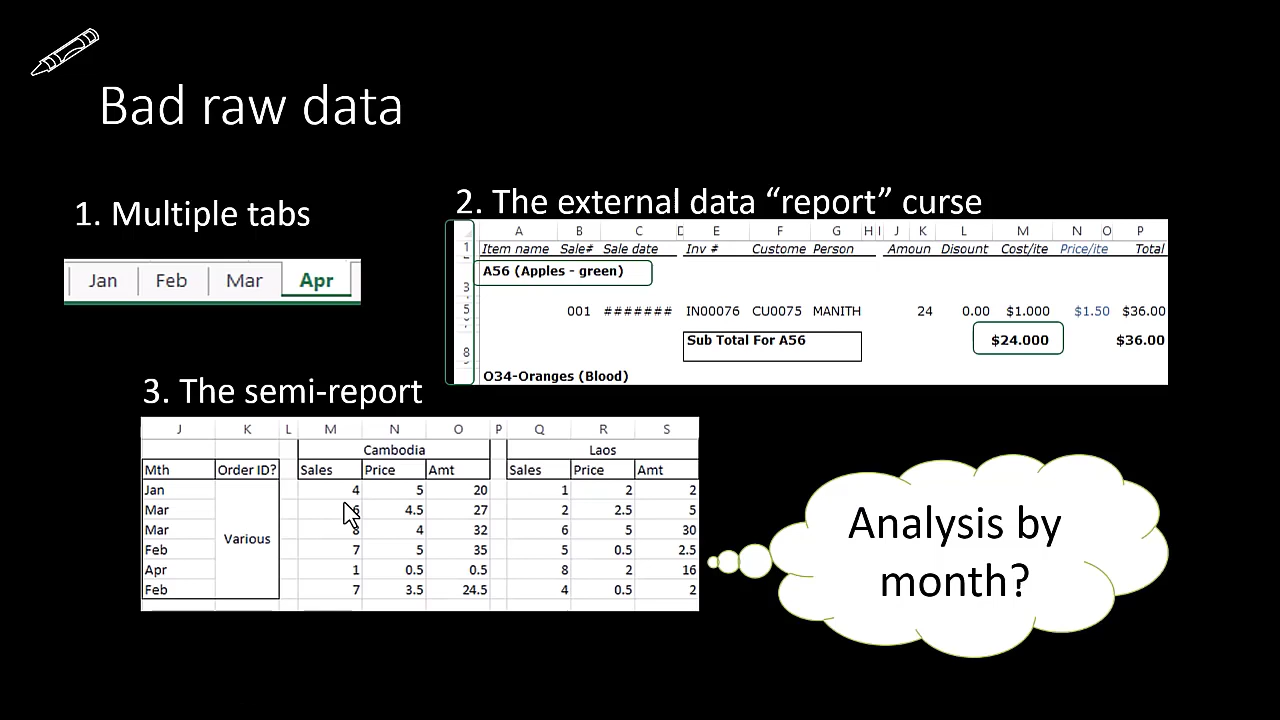 Bad raw data
1. Multiple tabs
Jan Feb Mar Apr
2. The external data “report” curse
A B C D E F G H I J K L M N O P
1 Item name Sale# Sale date Inv # Custome Person Amoun Disount Cost/ite Price/ite Total
A56 (Apples - green)
3
5 001 ####### IN00076 CU0075 MANITH 24 0.00 $1.000 $1.50 $36.00
Sub Total For A56 $24.000 $36.00
8
O34-Oranges (Blood)
3. The semi-report
J K L M N O P Q R S
Cambodia Laos
Mth Order ID? Sales Price Amt Sales Price Amt
Jan 4 5 20 1 2 2
Mar 6 4.5 27 2 2.5 5
Mar 8 4 32 6 5 30
Various
Feb 7 5 35 5 0.5 2.5
Apr 1 0.5 0.5 8 2 16
Feb 7 3.5 24.5 4 0.5 2
Analysis by
month?